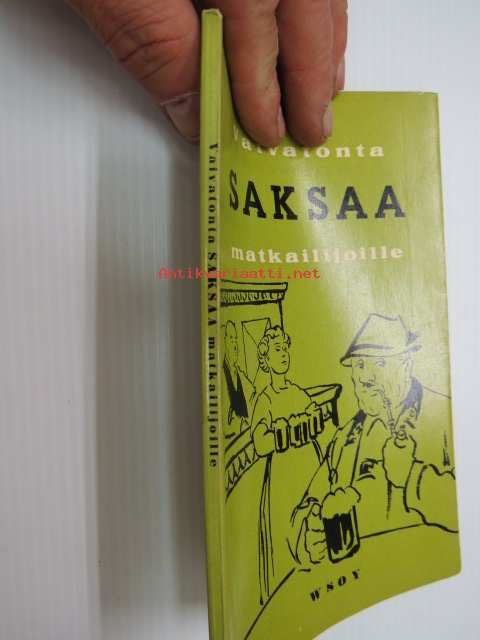 Vaivatonta
SAKSAA
matkailijoille
Antikvariaatti.net
Vaivatonta SAKSAA matkailijoille
WSOY